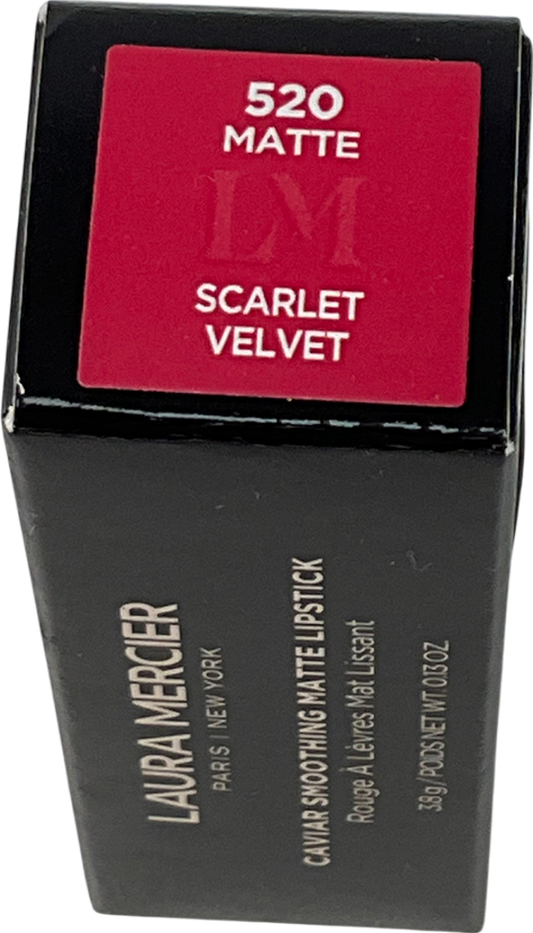 520
MATTE
LM
SCARLET
VELVET
LAURA MERCIER
PARIS | NEW YORK
CAVIAR SMOOTHING MATTE LIPSTICK
Rouge À Lèvres Mat Lissant
3.8g/POIDS NET WT. 0.13 OZ